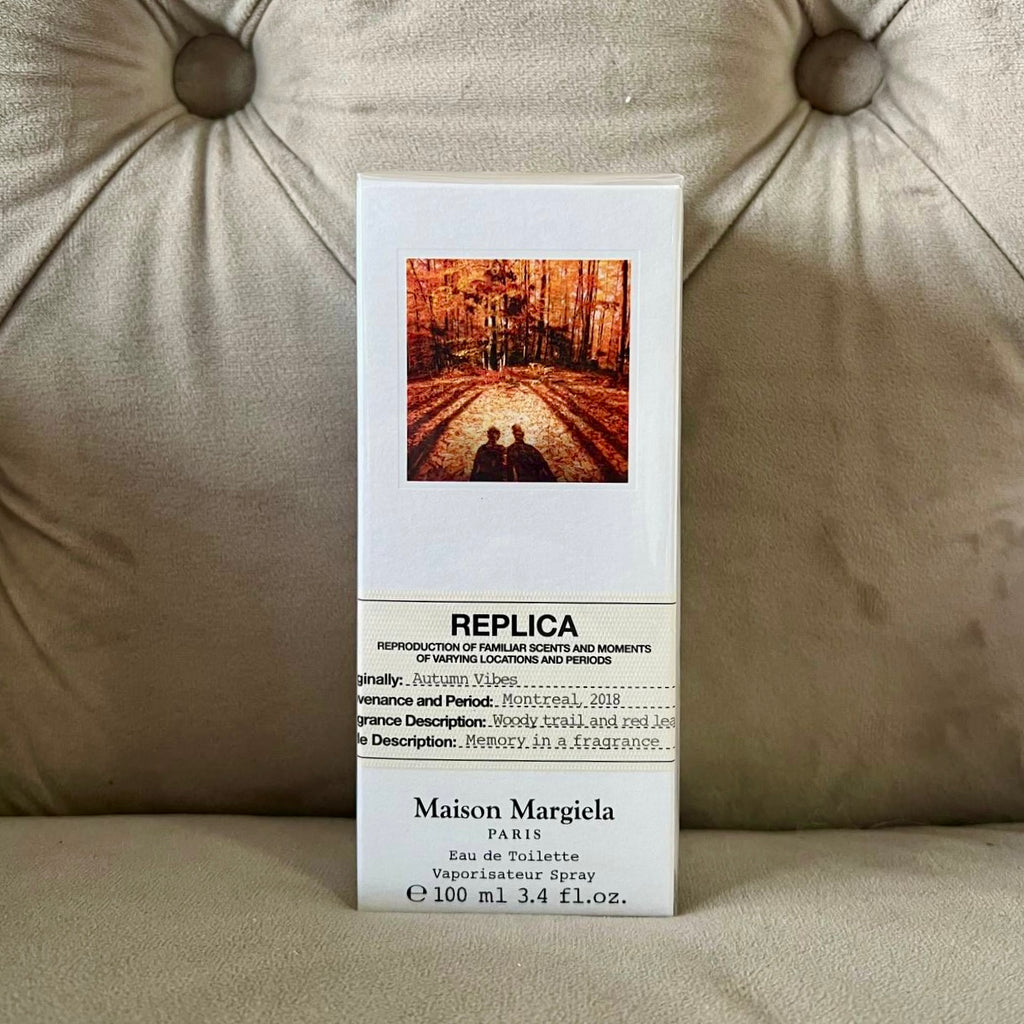 REPLICA
REPRODUCTION OF FAMILIAR SCENTS AND MOMENTS
OF VARYING LOCATIONS AND PERIODS
ginally: Autumn Vibes
venance and Period: Montreal, 2018
grance Description: Woody trail and red lea
le Description: Memory in a fragrance
Maison Margiela
PARIS
Eau de Toilette
Vaporisateur Spray
℮ 100 ml 3.4 fl.oz.